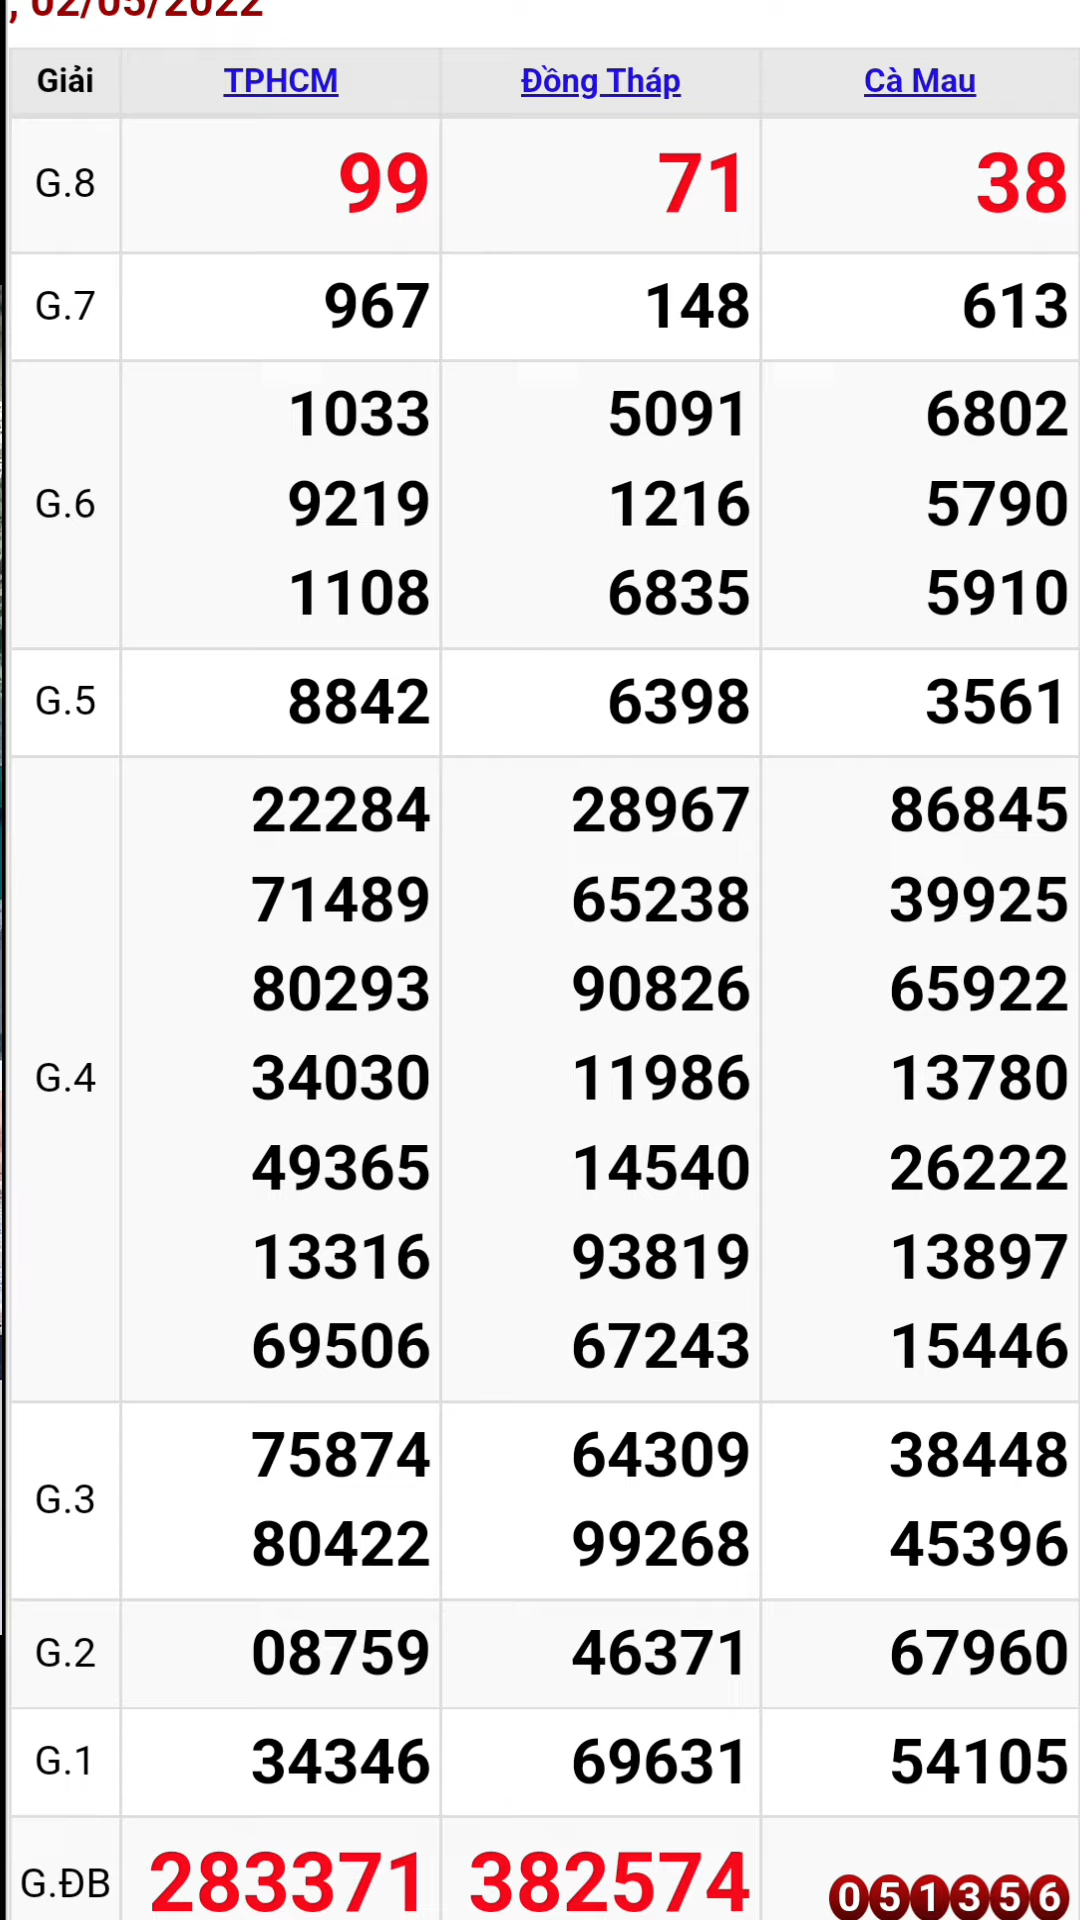 , 02/05/2022
Giải TPHCM Đồng Tháp Cà Mau
G.8 99 71 38
G.7 967 148 613
1033 5091 6802
G.6 9219 1216 5790
1108 6835 5910
G.5 8842 6398 3561
22284 28967 86845
71489 65238 39925
80293 90826 65922
G.4 34030 11986 13780
49365 14540 26222
13316 93819 13897
69506 67243 15446
75874 64309 38448
G.3
80422 99268 45396
G.2 08759 46371 67960
G.1 34346 69631 54105
G.ĐB 283371 382574 051356